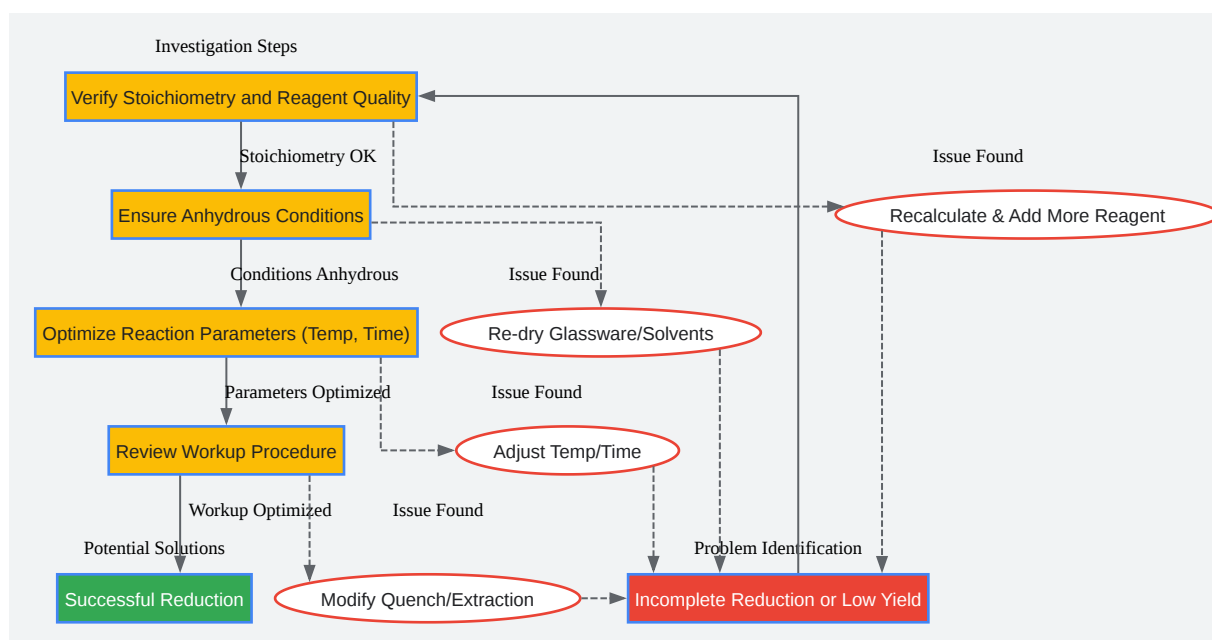 Investigation Steps
Verify Stoichiometry and Reagent Quality
Stoichiometry OK
Issue Found
Ensure Anhydrous Conditions
Recalculate & Add More Reagent
Conditions Anhydrous
Issue Found
Optimize Reaction Parameters (Temp, Time)
Re-dry Glassware/Solvents
Parameters Optimized
Issue Found
Review Workup Procedure
Adjust Temp/Time
Workup Optimized
Issue Found
Potential Solutions
Problem Identification
Successful Reduction
Modify Quench/Extraction
Incomplete Reduction or Low Yield